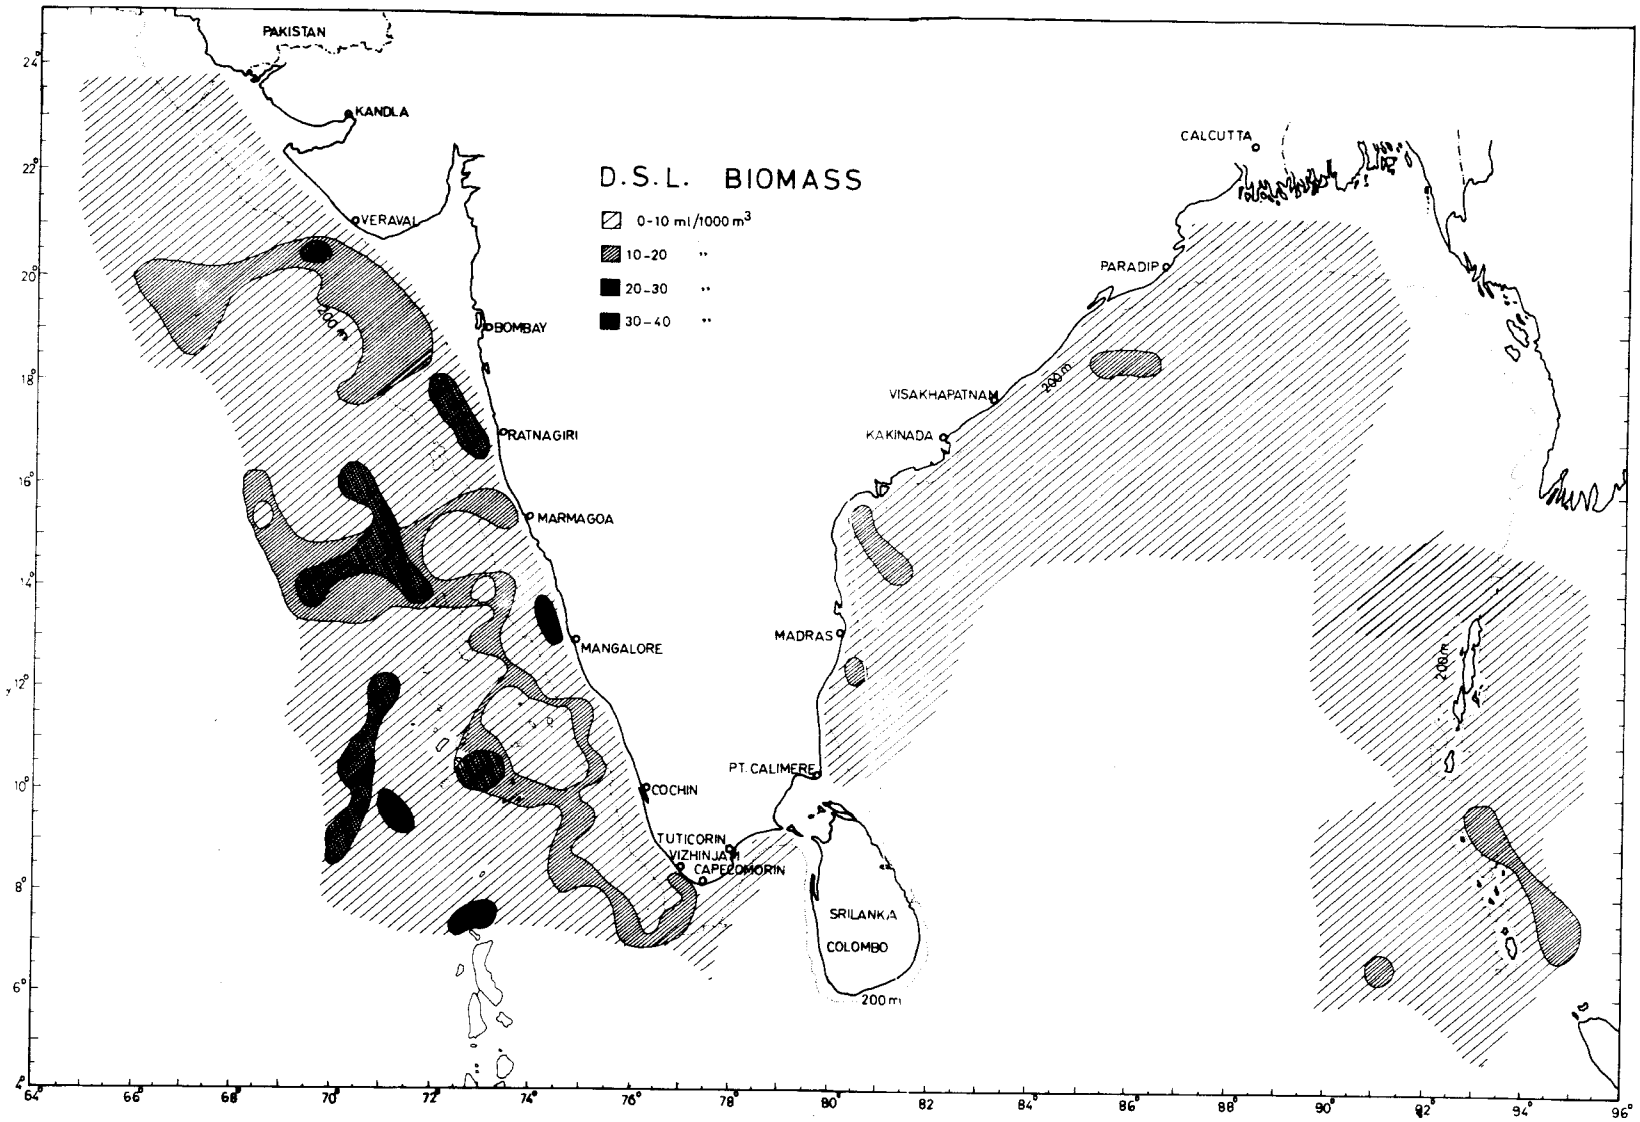 PAKISTAN
24°
KANDLA
CALCUTTA
22°
D.S.L. BIOMASS
0-10 ml/1000 m³
VERAVAL
10-20 "
PARADIP
20°
20-30 "
30-40 "
200 m
BOMBAY
18°
200 m
VISAKHAPATNAM
RATNAGIRI
KAKINADA
16°
MARMAGOA
14°
MADRAS
MANGALORE
200 m
12°
PT. CALIMERE
10°
COCHIN
TUTICORIN
VIZHINJAM
CAPECOMORIN
8°
SRILANKA
COLOMBO
6°
200 m
4°
64° 66° 68° 70° 72° 74° 76° 78° 80° 82 84° 86° 88° 90° 92° 94° 96°